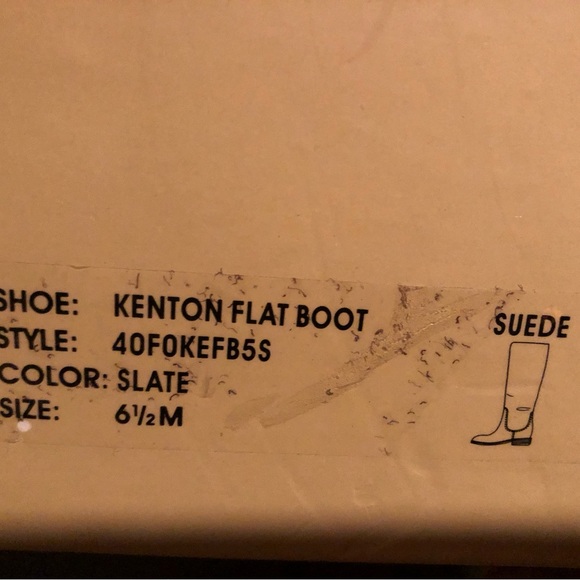 SHOE: KENTON FLAT BOOT
STYLE: 40F0KEFB5S
COLOR: SLATE
SIZE: 6½M
SUEDE